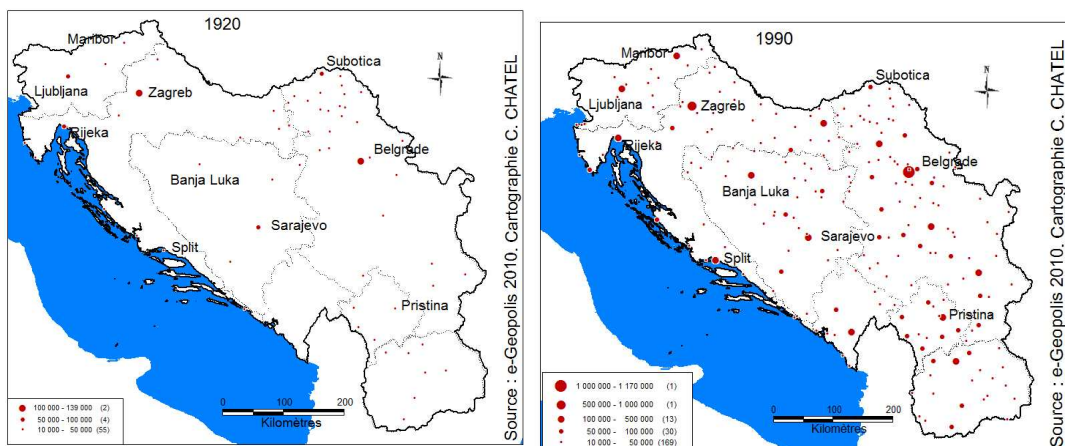 1920
Maribor
Subotica
Ljubljana
Zagreb
Rijeka
Belgrade
Banja Luka
Sarajevo
Split
Pristina
N
100 000 - 139 000 (2)
50 000 - 100 000 (4)
10 000 - 50 000 (55)
0 100 200
Kilomètres
Source : e-Geopolis 2010. Cartographie C. CHATEL
1990
Maribor
Subotica
Ljubljana
Zagreb
Rijeka
Belgrade
Banja Luka
Sarajevo
Split
Pristina
N
1 000 000 - 1 170 000 (1)
500 000 - 1 000 000 (1)
100 000 - 500 000 (13)
50 000 - 100 000 (30)
10 000 - 50 000 (169)
0 100 200
Kilomètres
Source : e-Geopolis 2010. Cartographie C. CHATEL